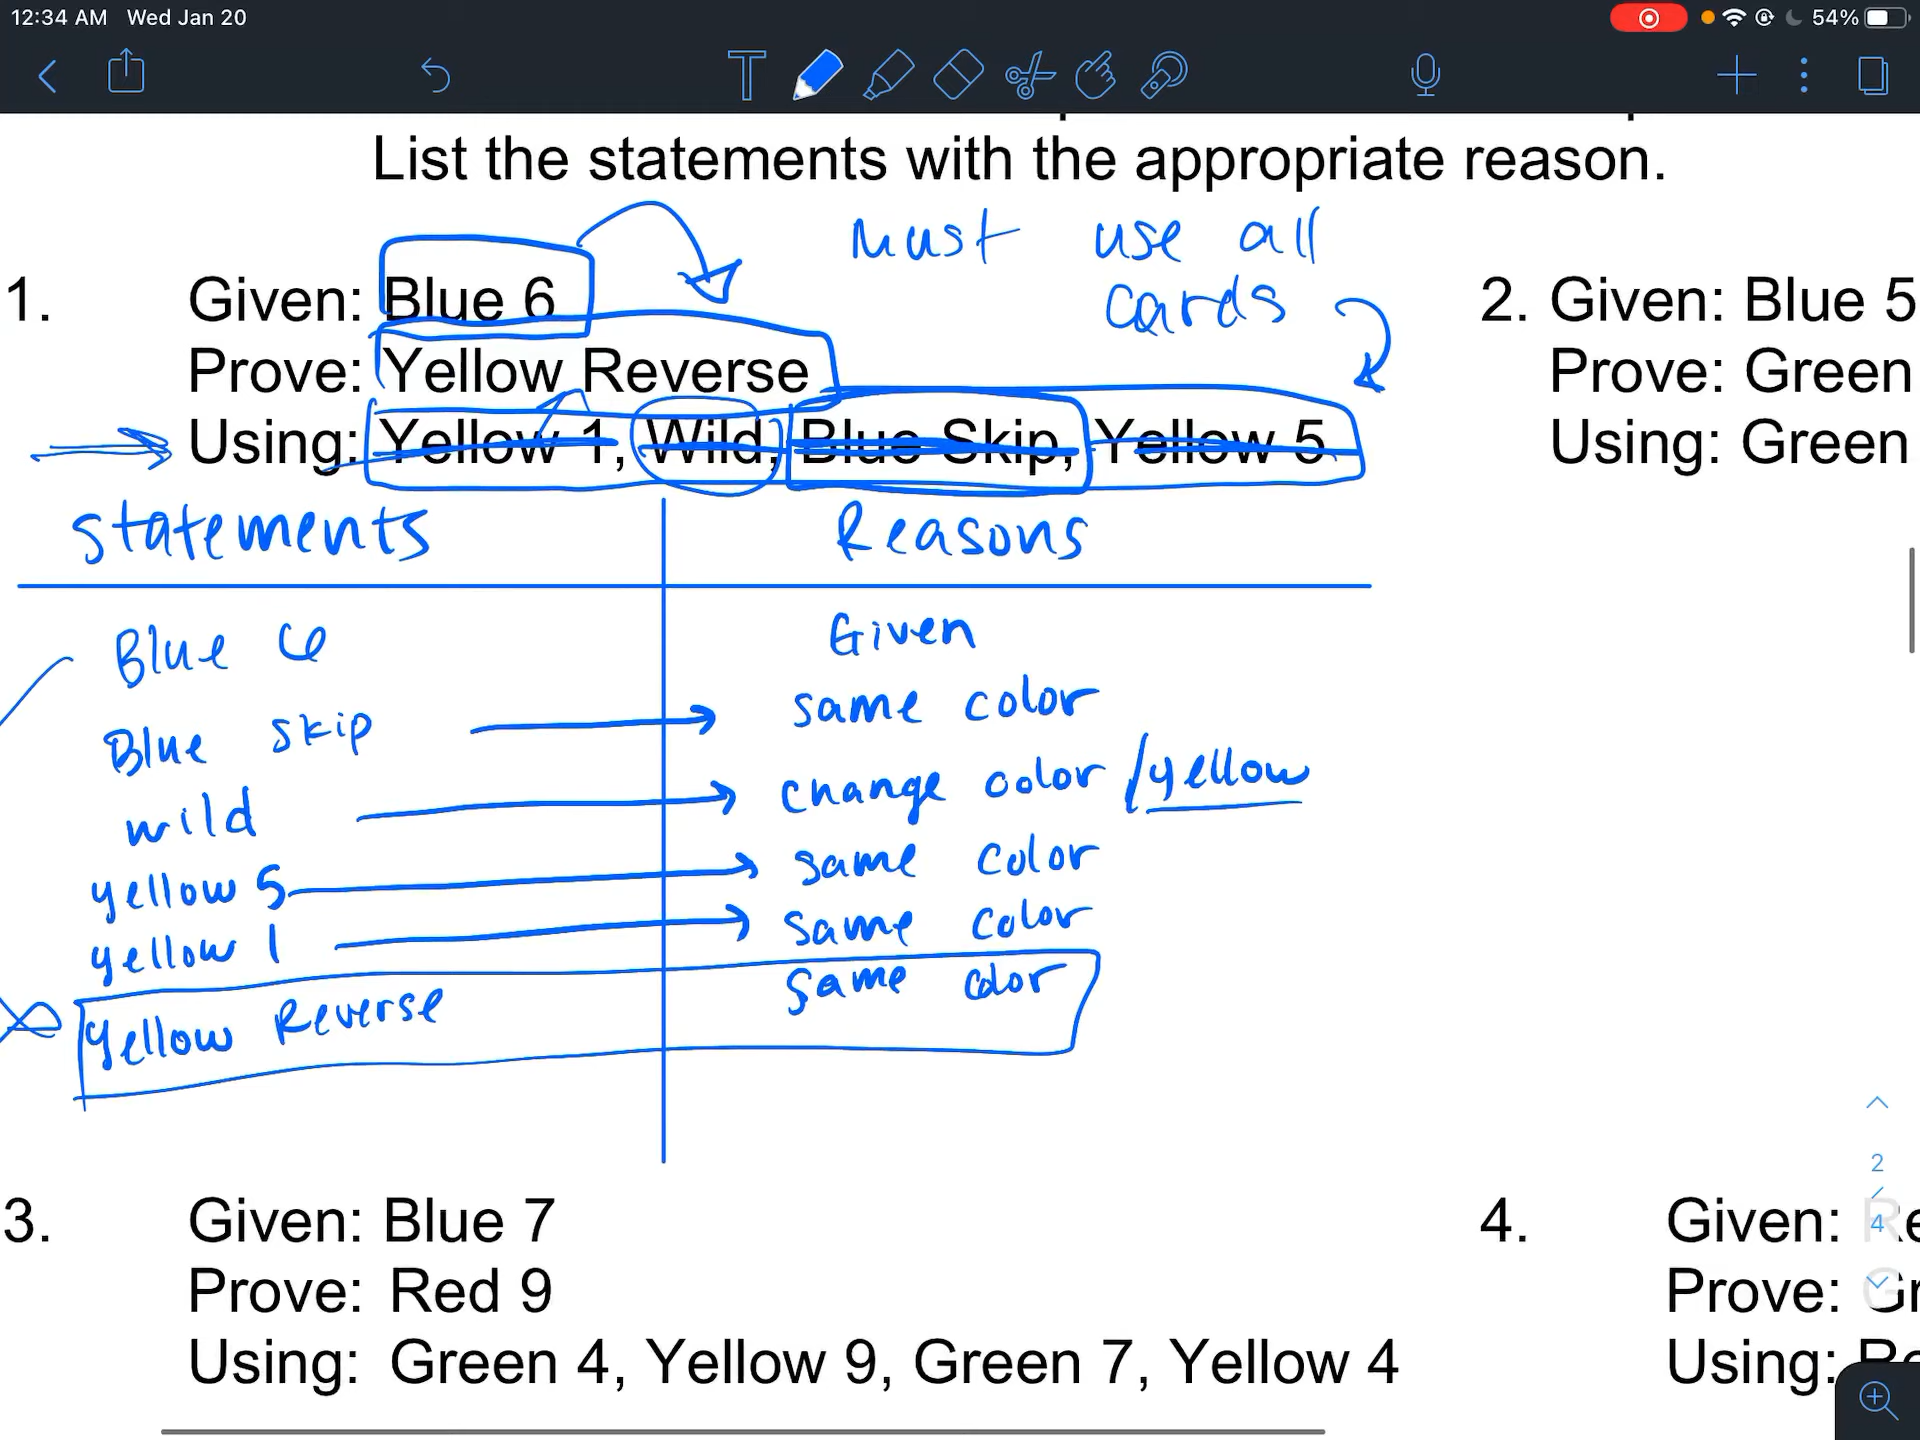 12:34 AM Wed Jan 20
54%
List the statements with the appropriate reason.
Must use all
cards
1. Given: Blue 6
Prove: Yellow Reverse
Using: Yellow 1, Wild, Blue Skip, Yellow 5
2. Given: Blue 5
Prove: Green
Using: Green
statements Reasons
Blue 6 Given
Blue skip same color
wild change color / yellow
yellow 5 same color
yellow 1 same color
yellow Reverse same color
3. Given: Blue 7
Prove: Red 9
Using: Green 4, Yellow 9, Green 7, Yellow 4
4. Given: Re
Prove: Gr
Using:
2
/
4